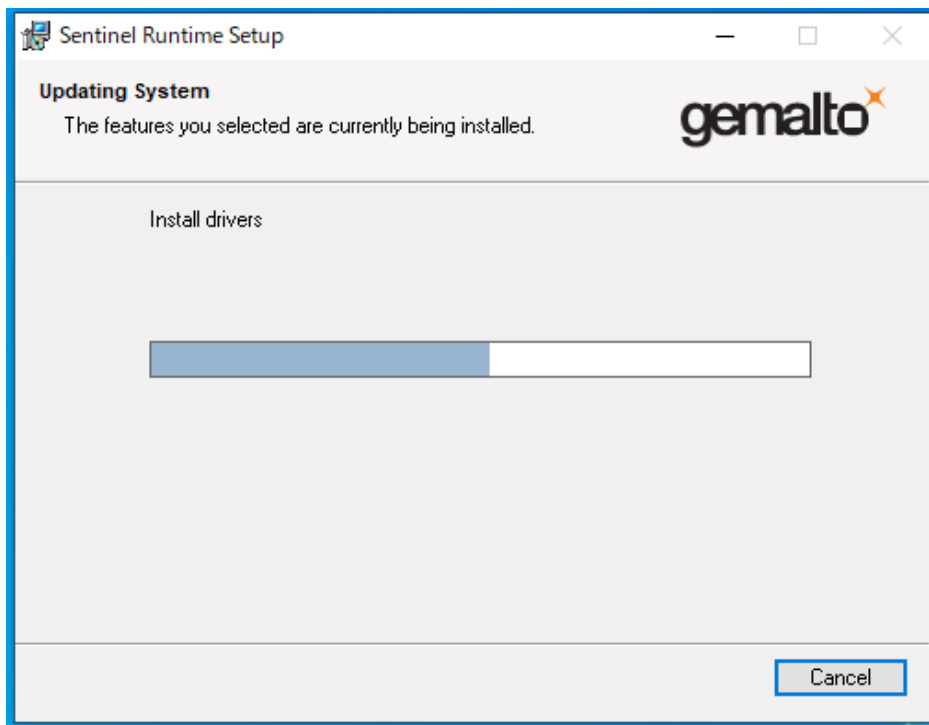 Sentinel Runtime Setup
Updating System
The features you selected are currently being installed.
gemalto
Install drivers
Cancel